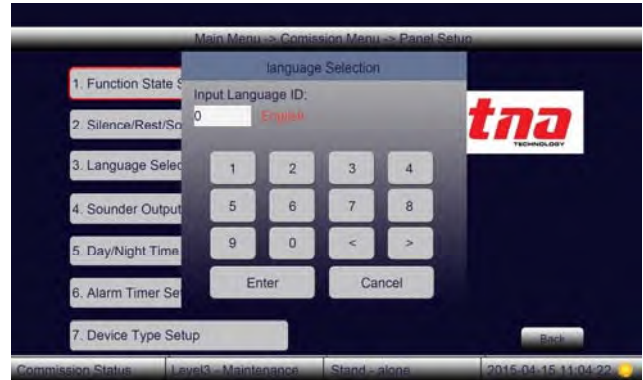 Main Menu -> Comission Menu -> Panel Setup
language Selection
1. Function State S
Input Language ID:
0 English
2. Silence/Rest/So
tna
TECHNOLOGY
3. Language Selec
1 2 3 4
4. Sounder Output
5 6 7 8
5. Day/Night Time
9 0 < >
6. Alarm Timer Set
Enter Cancel
7. Device Type Setup
Back
Commission Status Level3 - Maintenance Stand - alone 2015-04-15 11:04:22